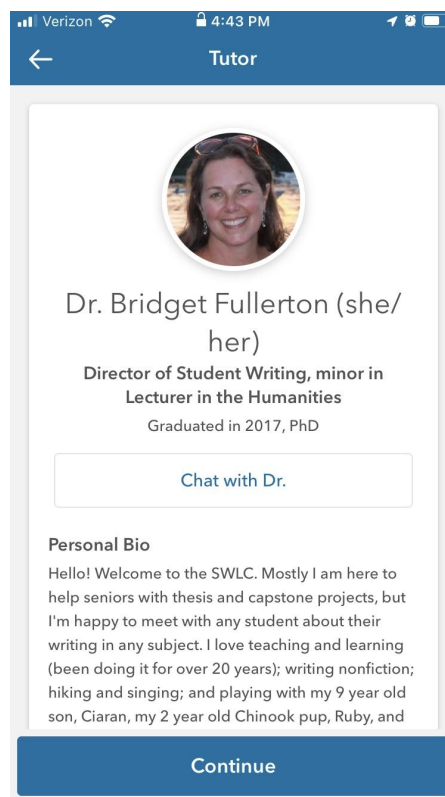 Verizon 4:43 PM
Tutor
Dr. Bridget Fullerton (she/
her)
Director of Student Writing, minor in
Lecturer in the Humanities
Graduated in 2017, PhD
Chat with Dr.
Personal Bio
Hello! Welcome to the SWLC. Mostly I am here to
help seniors with thesis and capstone projects, but
I'm happy to meet with any student about their
writing in any subject. I love teaching and learning
(been doing it for over 20 years); writing nonfiction;
hiking and singing; and playing with my 9 year old
son, Ciaran, my 2 year old Chinook pup, Ruby, and
Continue